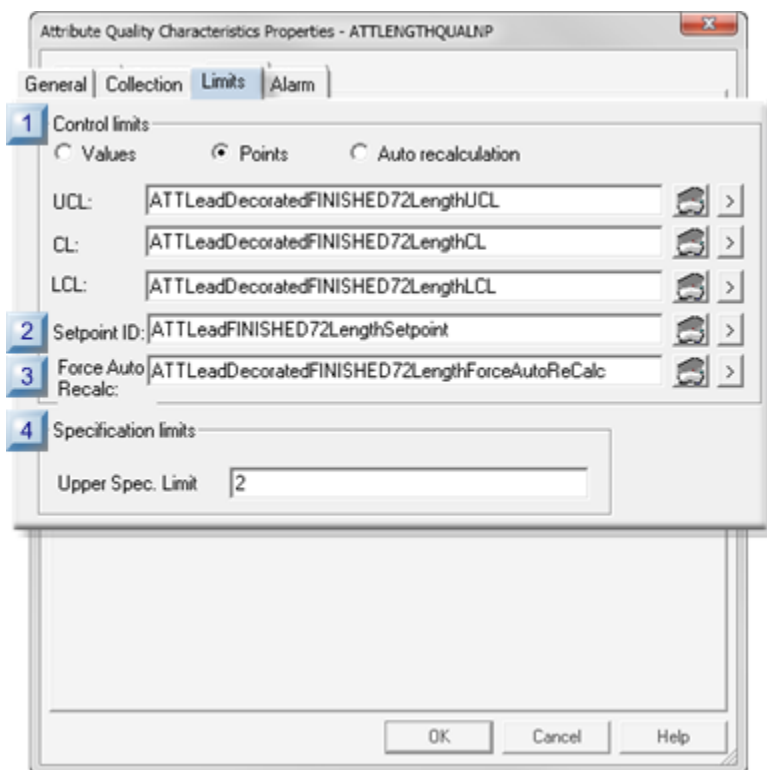 Attribute Quality Characteristics Properties - ATTLENGTHQUALNP
General Collection Limits Alarm
1 Control limits
Values Points Auto recalculation
UCL: ATTLeadDecoratedFINISHED72LengthUCL >
CL: ATTLeadDecoratedFINISHED72LengthCL >
LCL: ATTLeadDecoratedFINISHED72LengthLCL >
2 Setpoint ID: ATTLeadFINISHED72LengthSetpoint >
3 Force Auto Recalc: ATTLeadDecoratedFINISHED72LengthForceAutoReCalc >
4 Specification limits
Upper Spec. Limit 2
OK Cancel Help